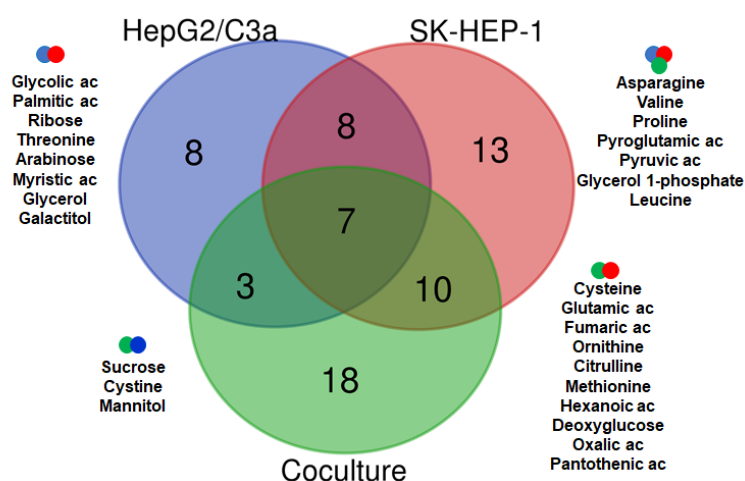 HepG2/C3a
SK-HEP-1
Glycolic ac
Palmitic ac
Ribose
Threonine
Arabinose
Myristic ac
Glycerol
Galactitol
8
8
13
7
3
10
18
Asparagine
Valine
Proline
Pyroglutamic ac
Pyruvic ac
Glycerol 1-phosphate
Leucine
Sucrose
Cystine
Mannitol
Cysteine
Glutamic ac
Fumaric ac
Ornithine
Citrulline
Methionine
Hexanoic ac
Deoxyglucose
Oxalic ac
Pantothenic ac
Coculture